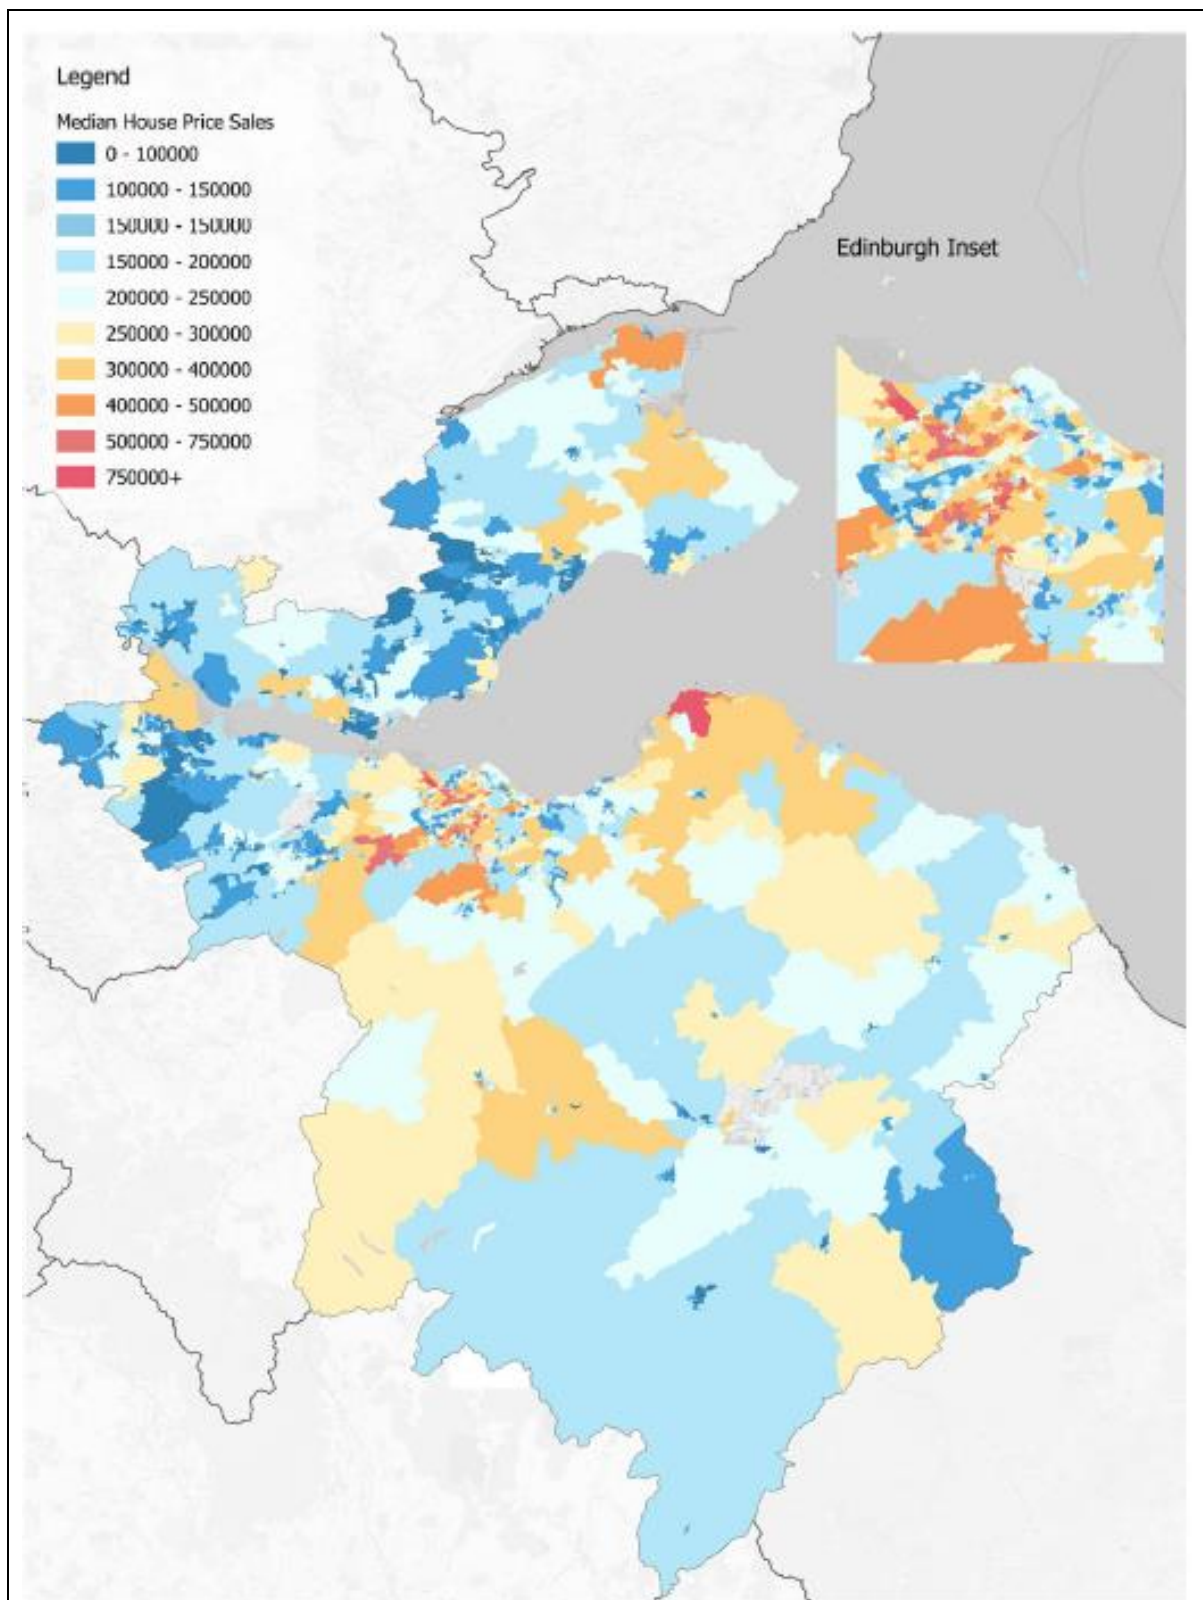 Legend
Median House Price Sales
0 - 100000
100000 - 150000
150000 - 150000
150000 - 200000
200000 - 250000
250000 - 300000
300000 - 400000
400000 - 500000
500000 - 750000
750000+
Edinburgh Inset